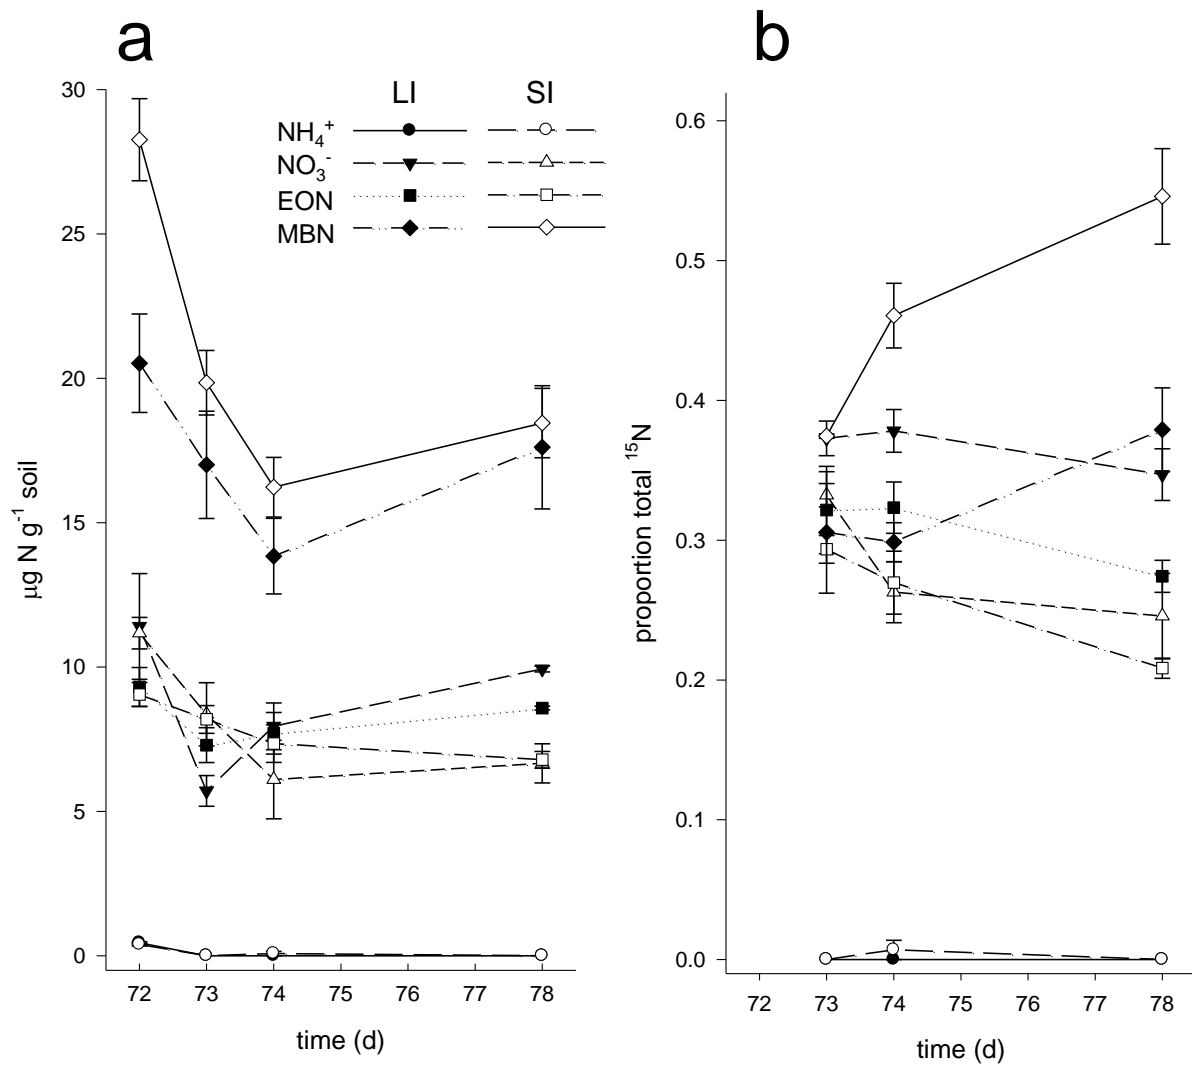 a
b
LI SI
NH₄⁺
NO₃⁻
EON
MBN
µg N g⁻¹ soil
30
25
20
15
10
5
0
72 73 74 75 76 77 78
time (d)
proportion total ¹⁵N
0.6
0.5
0.4
0.3
0.2
0.1
0.0
72 73 74 75 76 77 78
time (d)